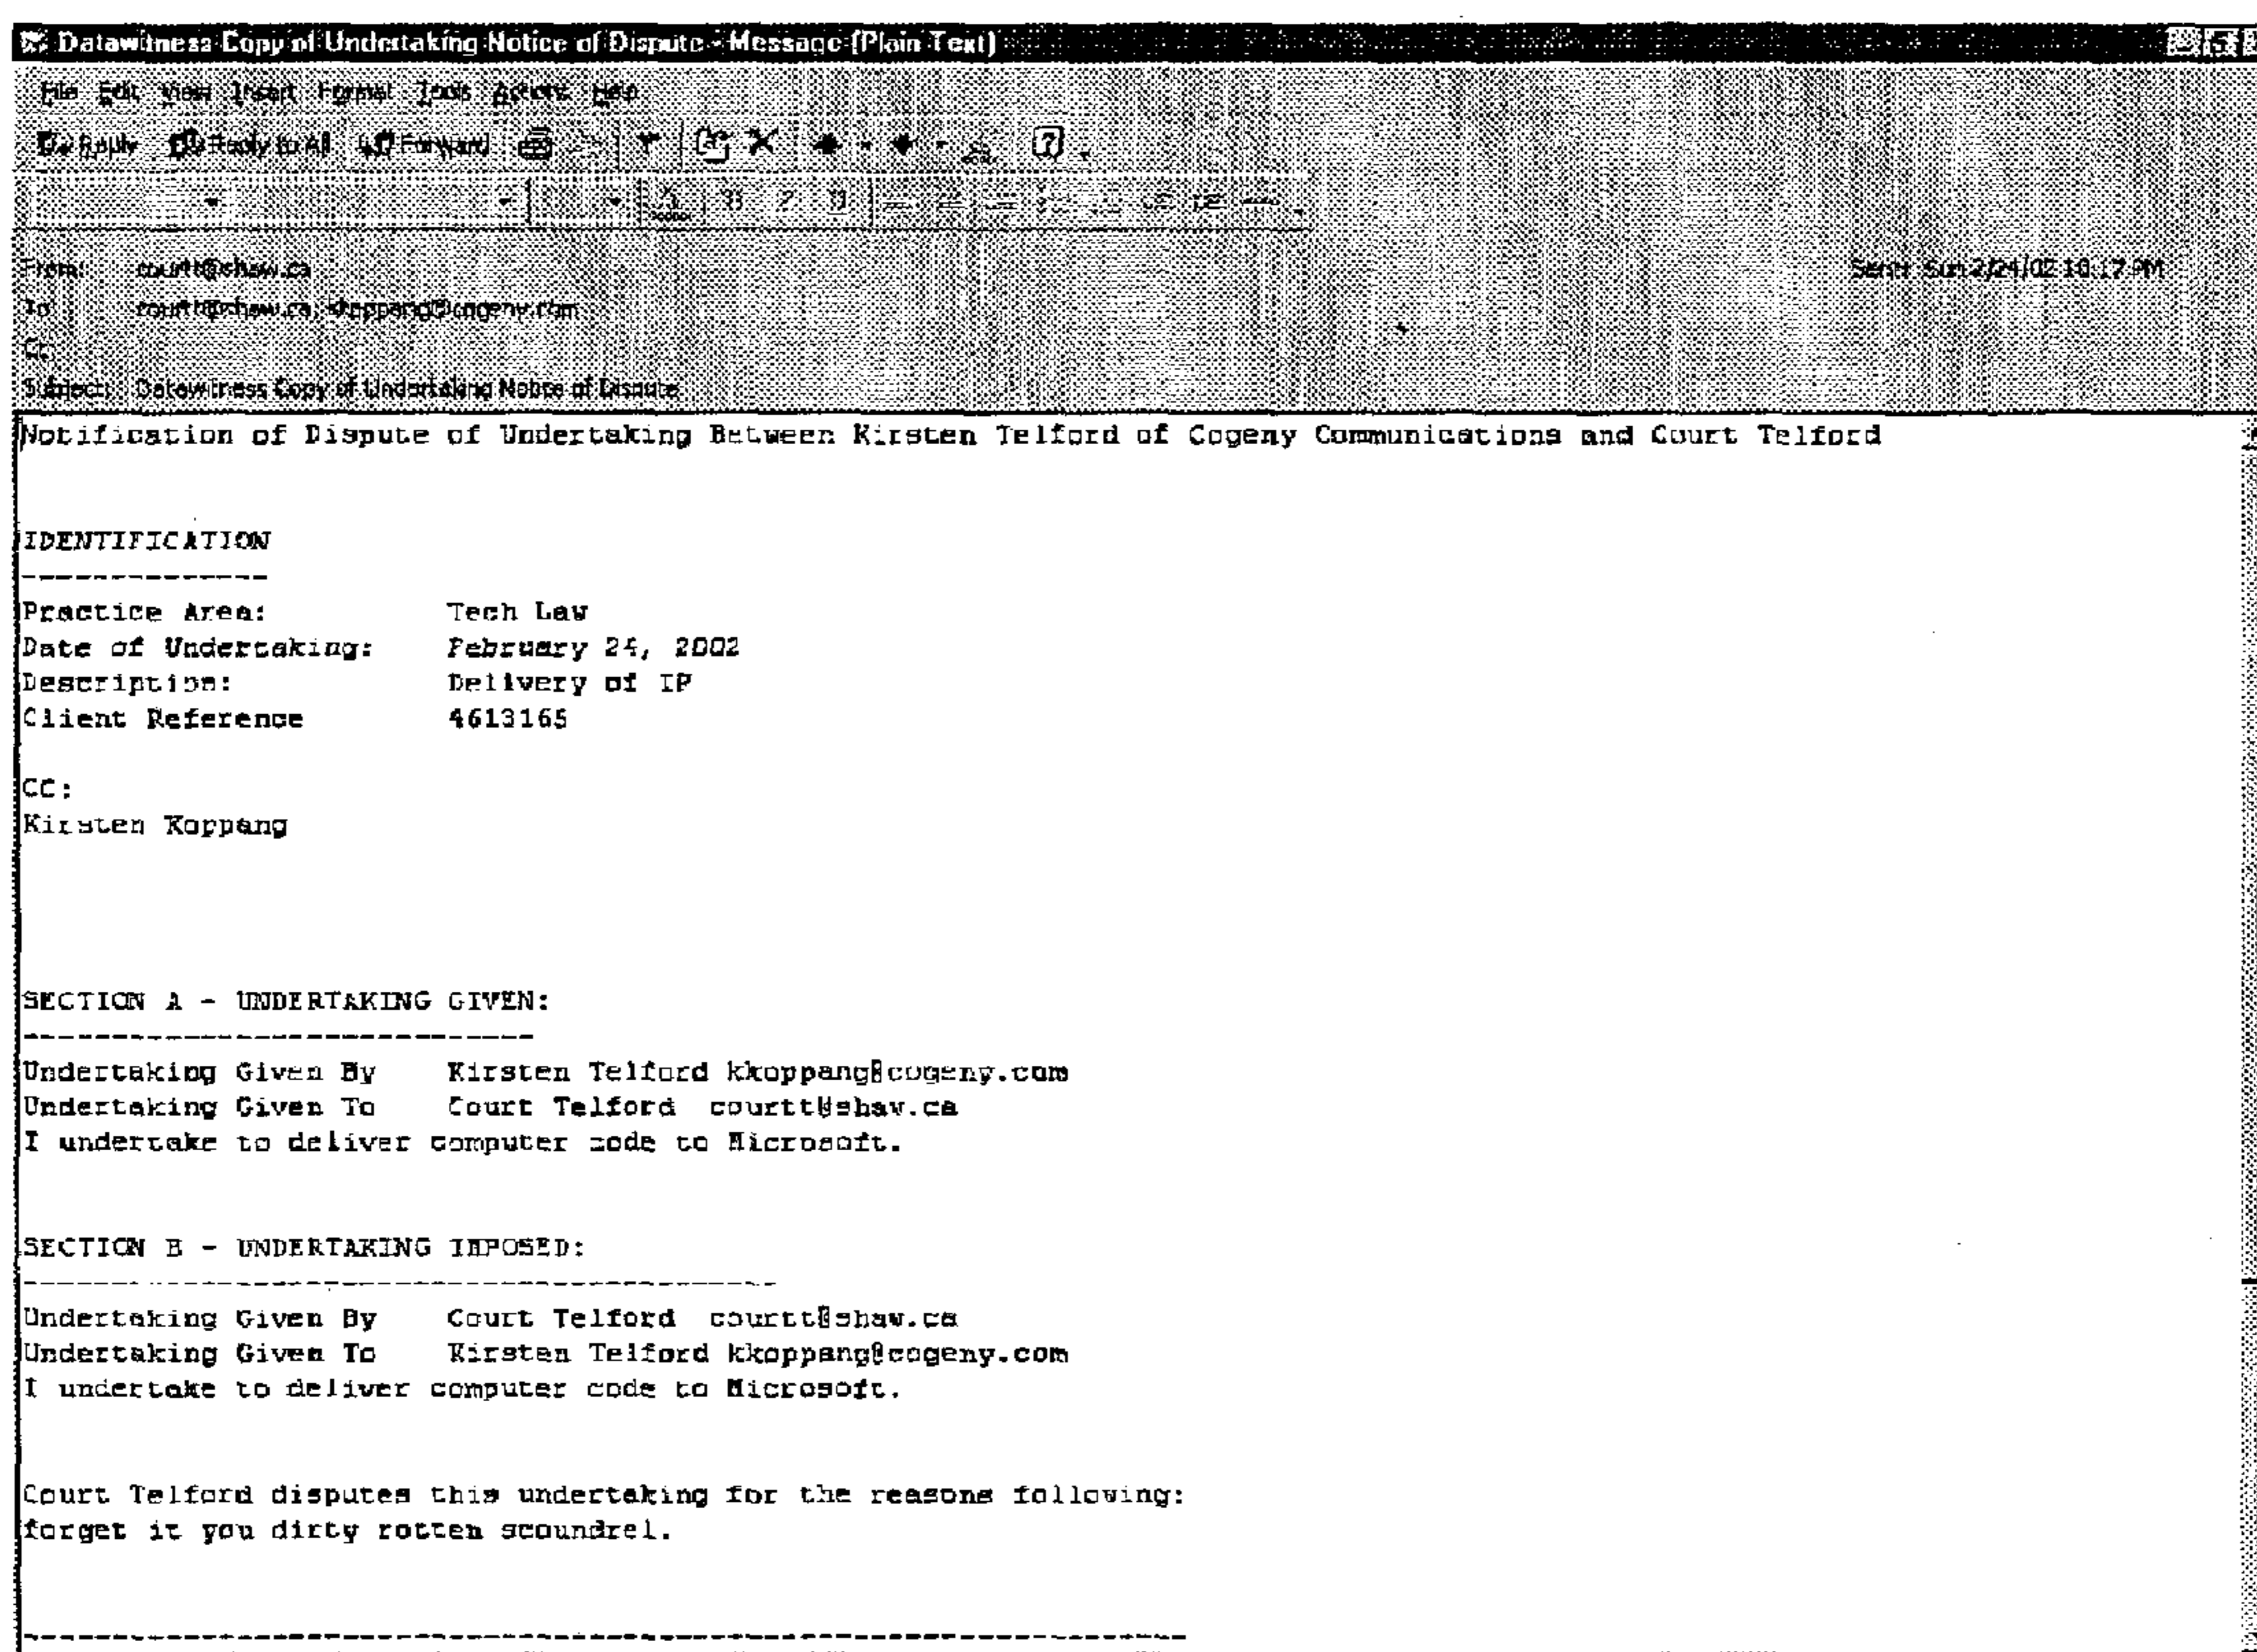 Datawitness Copy of Undertaking Notice of Dispute - Message (Plain Text)
File Edit View Insert Format Tools Actions Help
Reply Reply to All Forward
From: courtt@shaw.ca Sent: Sun 2/24/02 10:17 PM
To: courtt@shaw.ca; kkoppang@cogeny.com
Cc:
Subject: Datawitness Copy of Undertaking Notice of Dispute
Notification of Dispute of Undertaking Between Kirsten Telford of Cogeny Communications and Court Telford
IDENTIFICATION
--------------
Practice Area: Tech Law
Date of Undertaking: February 24, 2002
Description: Delivery of IP
Client Reference 4613165
CC:
Kirsten Koppang
SECTION A - UNDERTAKING GIVEN:
-----------------------------
Undertaking Given By Kirsten Telford kkoppang@cogeny.com
Undertaking Given To Court Telford courtt@shaw.ca
I undertake to deliver computer code to Microsoft.
SECTION B - UNDERTAKING IMPOSED:
-------------------------------------------
Undertaking Given By Court Telford courtt@shaw.ca
Undertaking Given To Kirsten Telford kkoppang@cogeny.com
I undertake to deliver computer code to Microsoft.
Court Telford disputes this undertaking for the reasons following:
forget it you dirty rotten scoundrel.
------------------------------------------------------------------